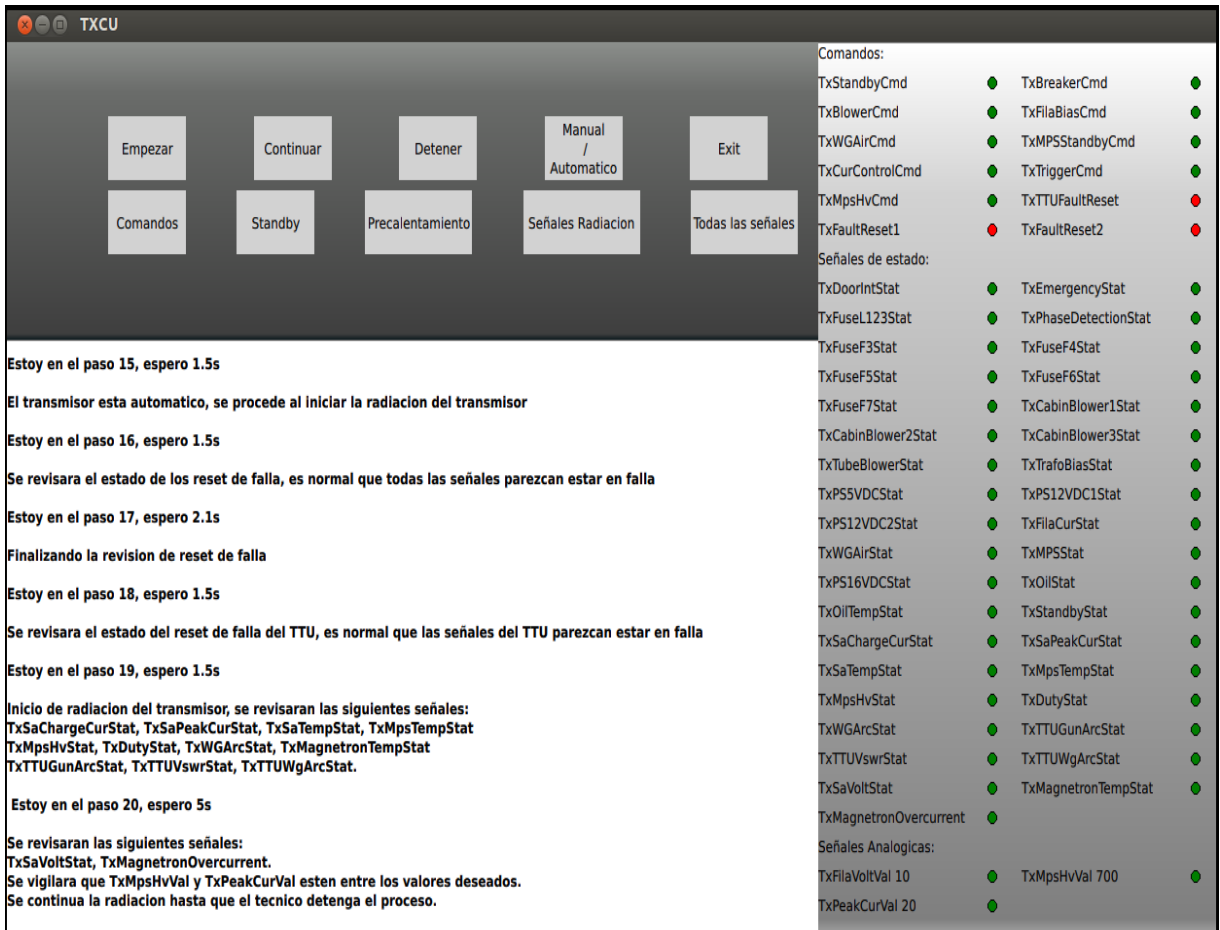 TXCU
Empezar
Continuar
Detener
Manual
/
Automatico
Exit
Comandos
Standby
Precalentamiento
Señales Radiacion
Todas las señales
Estoy en el paso 15, espero 1.5s
El transmisor esta automatico, se procede al iniciar la radiacion del transmisor
Estoy en el paso 16, espero 1.5s
Se revisara el estado de los reset de falla, es normal que todas las señales parezcan estar en falla
Estoy en el paso 17, espero 2.1s
Finalizando la revision de reset de falla
Estoy en el paso 18, espero 1.5s
Se revisara el estado del reset de falla del TTU, es normal que las señales del TTU parezcan estar en falla
Estoy en el paso 19, espero 1.5s
Inicio de radiacion del transmisor, se revisaran las siguientes señales:
TxSaChargeCurStat, TxSaPeakCurStat, TxSaTempStat, TxMpsTempStat
TxMpsHvStat, TxDutyStat, TxWGArcStat, TxMagnetronTempStat
TxTTUGunArcStat, TxTTUVswrStat, TxTTUWgArcStat.
Estoy en el paso 20, espero 5s
Se revisaran las siguientes señales:
TxSaVoltStat, TxMagnetronOvercurrent.
Se vigilara que TxMpsHvVal y TxPeakCurVal esten entre los valores deseados.
Se continua la radiacion hasta que el tecnico detenga el proceso.
Comandos:
TxStandbyCmd TxBreakerCmd
TxBlowerCmd TxFilaBiasCmd
TxWGAirCmd TxMPSStandbyCmd
TxCurControlCmd TxTriggerCmd
TxMpsHvCmd TxTTUFaultReset
TxFaultReset1 TxFaultReset2
Señales de estado:
TxDoorIntStat TxEmergencyStat
TxFuseL123Stat TxPhaseDetectionStat
TxFuseF3Stat TxFuseF4Stat
TxFuseF5Stat TxFuseF6Stat
TxFuseF7Stat TxCabinBlower1Stat
TxCabinBlower2Stat TxCabinBlower3Stat
TxTubeBlowerStat TxTrafoBiasStat
TxPS5VDCStat TxPS12VDC1Stat
TxPS12VDC2Stat TxFilaCurStat
TxWGAirStat TxMPSStat
TxPS16VDCStat TxOilStat
TxOilTempStat TxStandbyStat
TxSaChargeCurStat TxSaPeakCurStat
TxSaTempStat TxMpsTempStat
TxMpsHvStat TxDutyStat
TxWGArcStat TxTTUGunArcStat
TxTTUVswrStat TxTTUWgArcStat
TxSaVoltStat TxMagnetronTempStat
TxMagnetronOvercurrent
Señales Analogicas:
TxFilaVoltVal 10 TxMpsHvVal 700
TxPeakCurVal 20